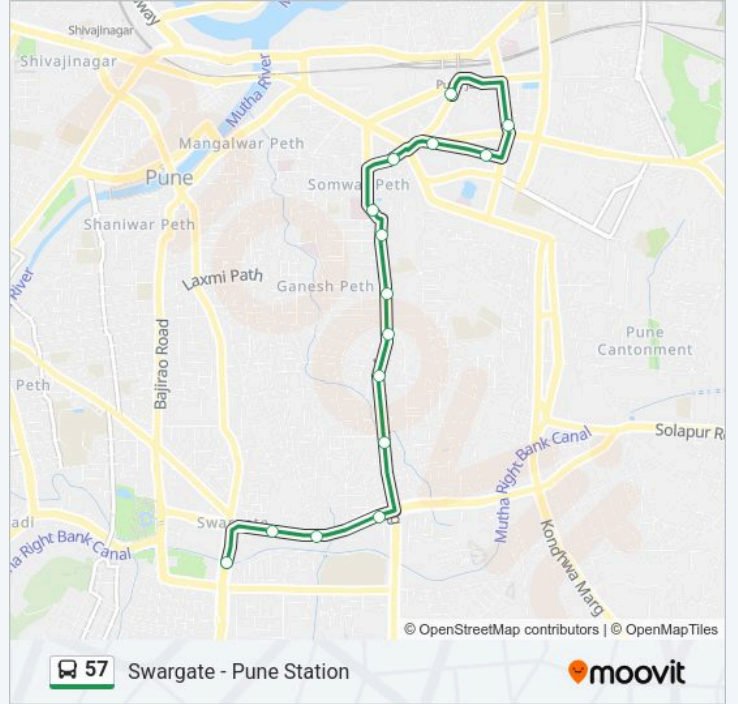 Shivajinagar
Shivajinagar
Mutha River
Mangalwar Peth
Pune
Somwar Peth
Shaniwar Peth
Laxmi Path
Ganesh Peth
River
Bajirao Road
Pune
Cantonment
Peth
Solapur R
Mutha Right Bank Canal
Swargate
adi
Right Bank Canal
Kondhwa Marg
© OpenStreetMap contributors | © OpenMapTiles
57 Swargate - Pune Station
moovit